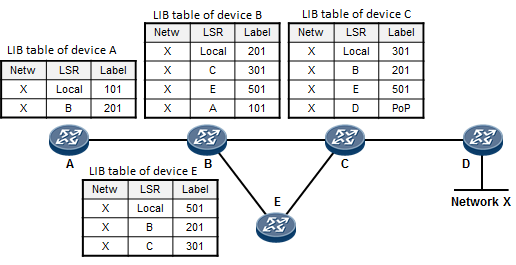 LIB table of device A
Netw LSR Label
X Local 101
X B 201
LIB table of device B
Netw LSR Label
X Local 201
X C 301
X E 501
X A 101
LIB table of device C
Netw LSR Label
X Local 301
X B 201
X E 501
X D PoP
A
B
C
D
LIB table of device E
Netw LSR Label
X Local 501
X B 201
X C 301
E
Network X